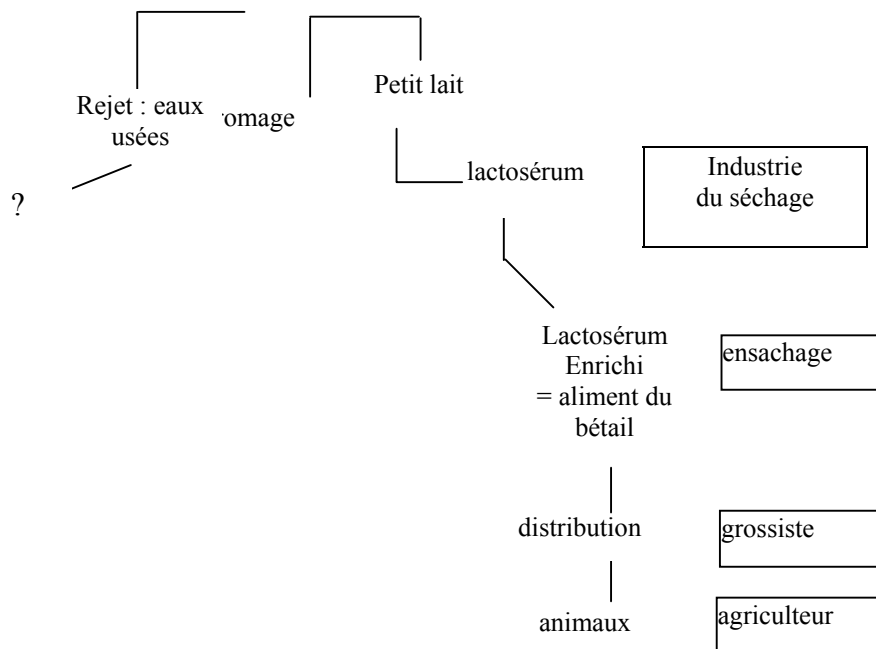 Petit lait
Rejet : eaux
usées
omage
?
lactosérum
Industrie
du séchage
Lactosérum
Enrichi
= aliment du
bétail
ensachage
distribution
grossiste
animaux
agriculteur